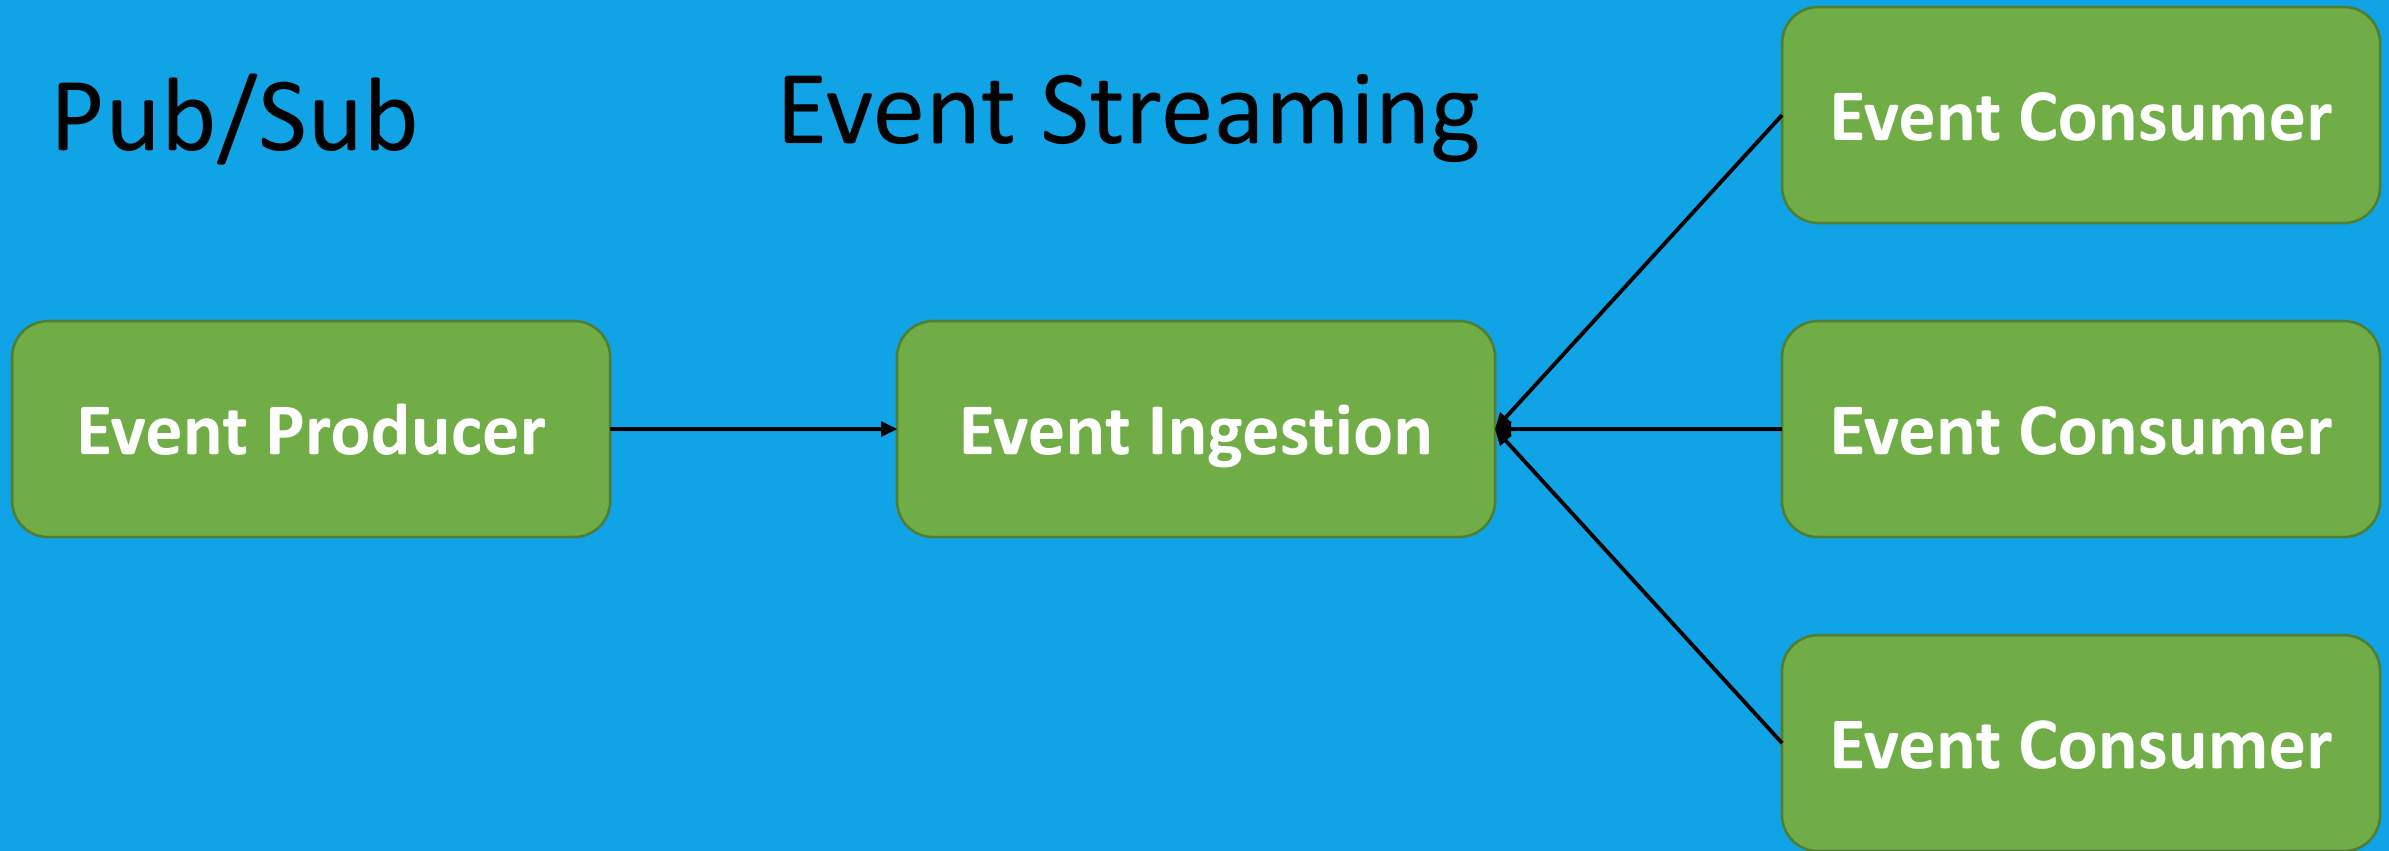 Pub/Sub
Event Streaming
Event Consumer
Event Producer
Event Ingestion
Event Consumer
Event Consumer